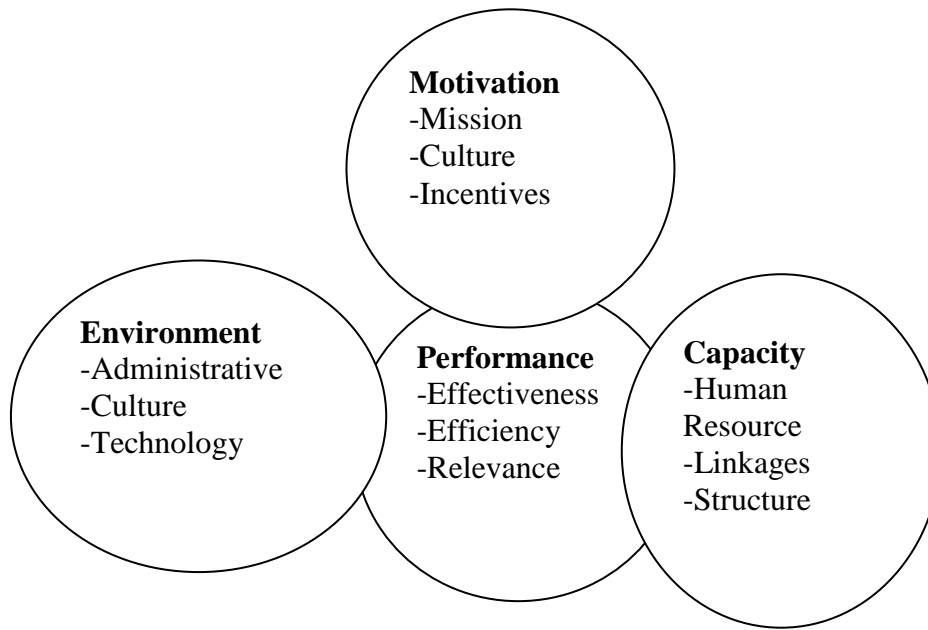 Motivation
-Mission
-Culture
-Incentives
Environment
-Administrative
-Culture
-Technology
Performance
-Effectiveness
-Efficiency
-Relevance
Capacity
-Human
Resource
-Linkages
-Structure